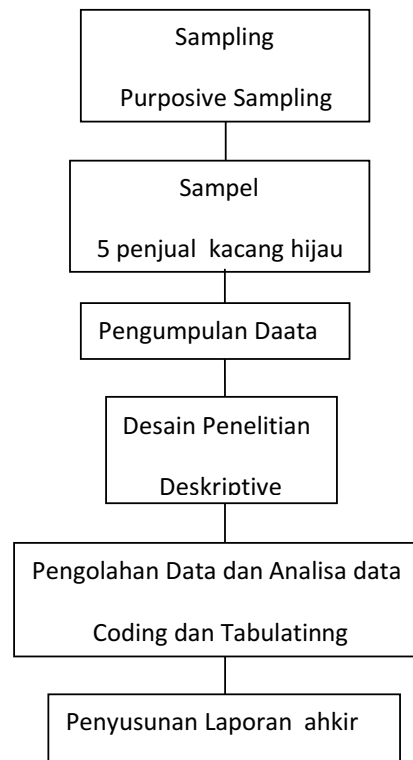 Sampling
Purposive Sampling
Sampel
5 penjual kacang hijau
Pengumpulan Daata
Desain Penelitian
Deskriptive
Pengolahan Data dan Analisa data
Coding dan Tabulatinng
Penyusunan Laporan ahkir